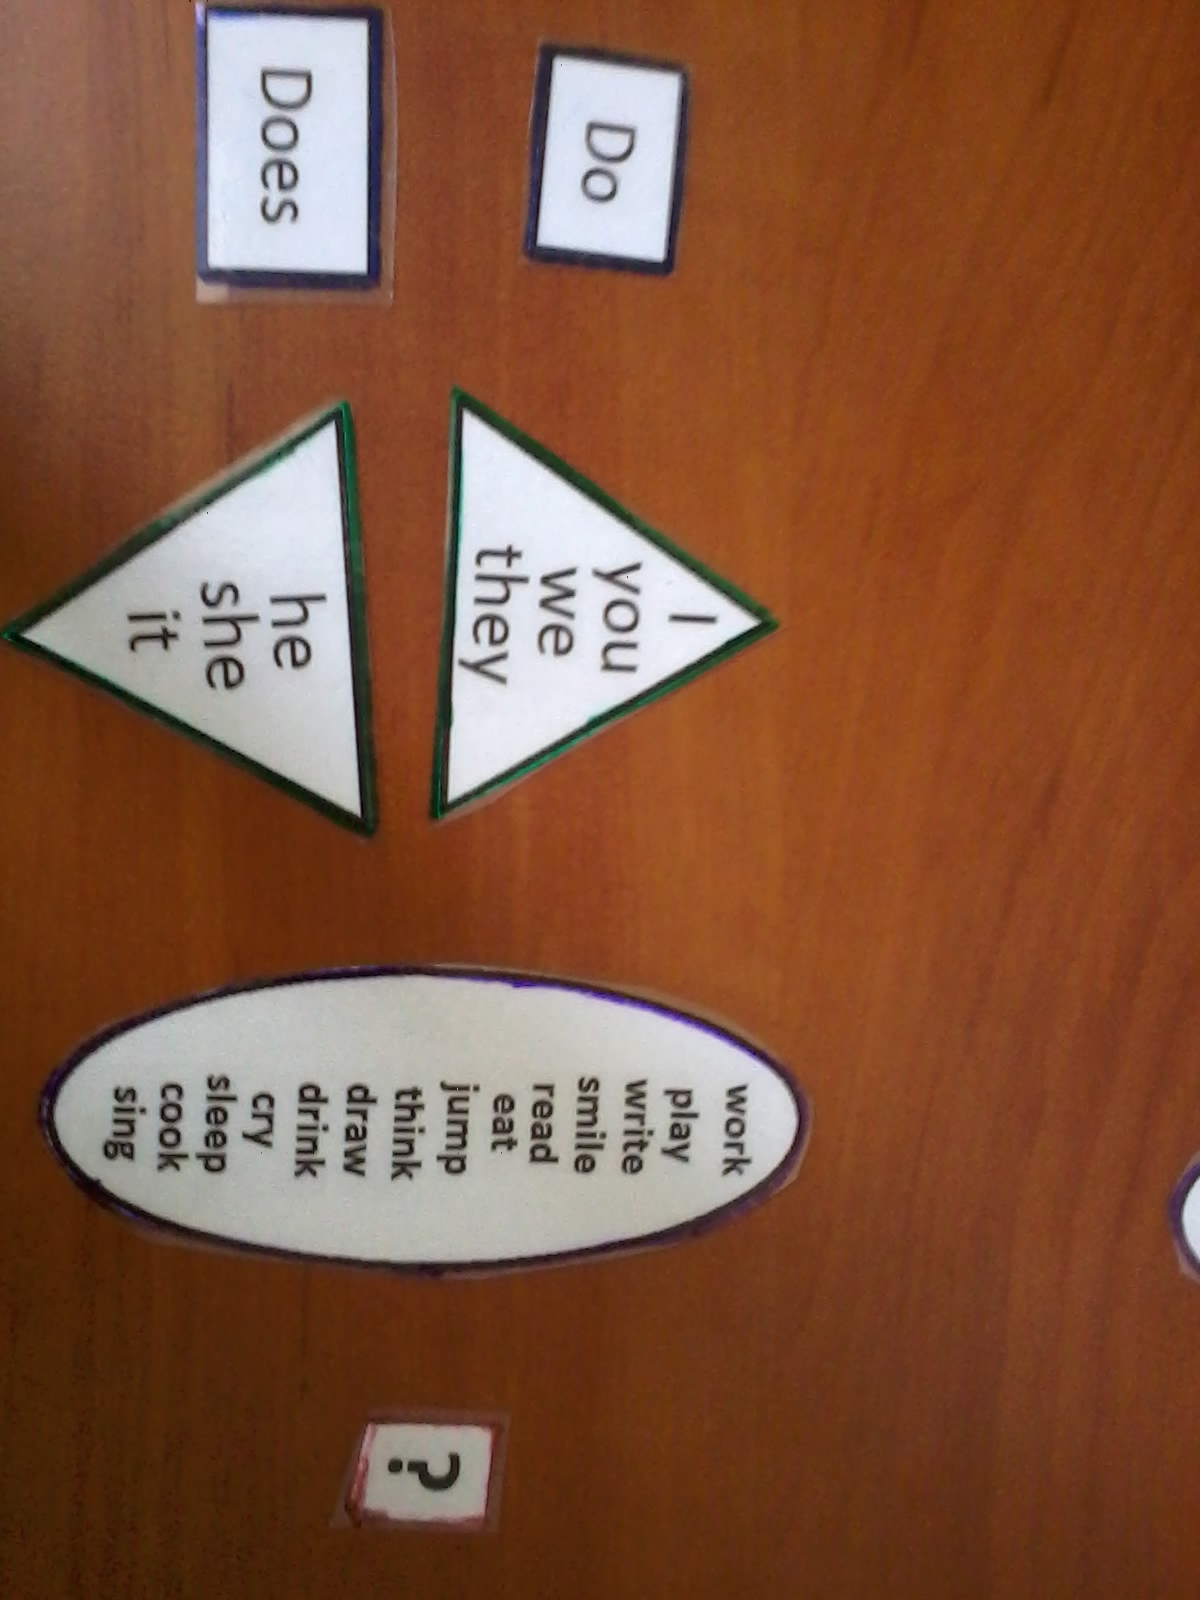 Do
Does
I
you
we
they
he
she
it
work
play
write
smile
read
eat
jump
think
draw
drink
cry
sleep
cook
sing
?